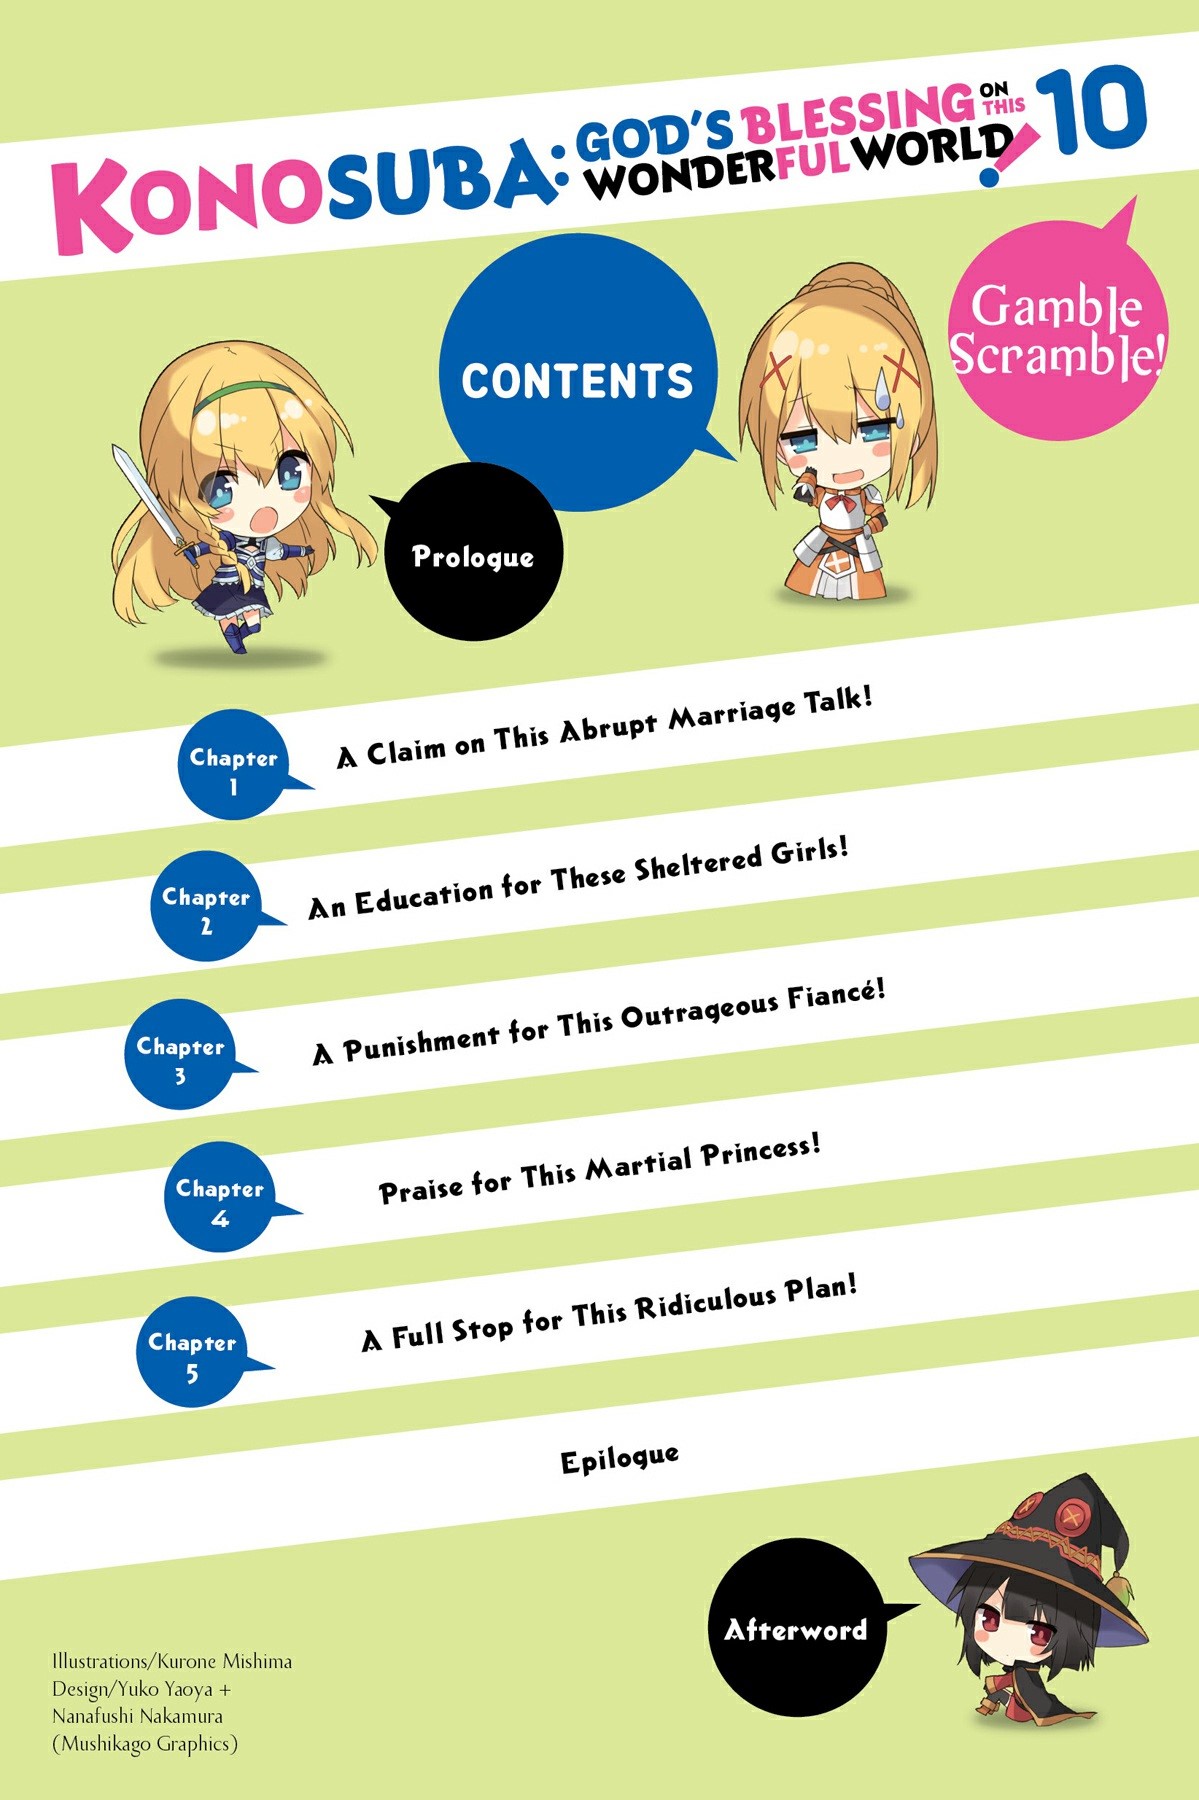 KONOSUBA: GOD'S BLESSING ON THIS WONDERFUL WORLD! 10
Gamble
Scramble!
CONTENTS
Prologue
Chapter
1
A Claim on This Abrupt Marriage Talk!
Chapter
2
An Education for These Sheltered Girls!
Chapter
3
A Punishment for This Outrageous Fiancé!
Chapter
4
Praise for This Martial Princess!
Chapter
5
A Full Stop for This Ridiculous Plan!
Epilogue
Afterword
Illustrations/Kurone Mishima
Design/Yuko Yaoya +
Nanafushi Nakamura
(Mushikago Graphics)